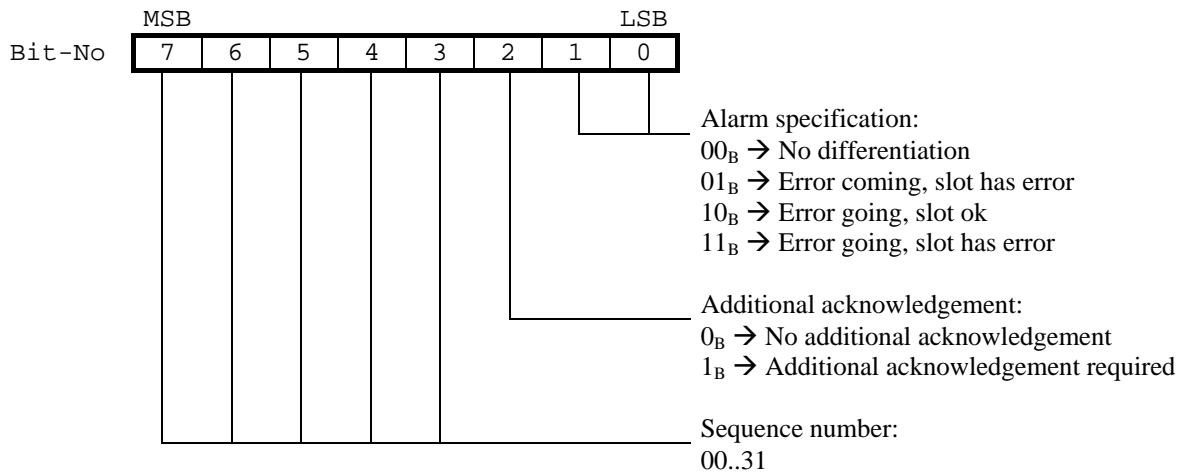 MSB LSB
Bit-No 7 6 5 4 3 2 1 0
Alarm specification:
00B → No differentiation
01B → Error coming, slot has error
10B → Error going, slot ok
11B → Error going, slot has error
Additional acknowledgement:
0B → No additional acknowledgement
1B → Additional acknowledgement required
Sequence number:
00..31